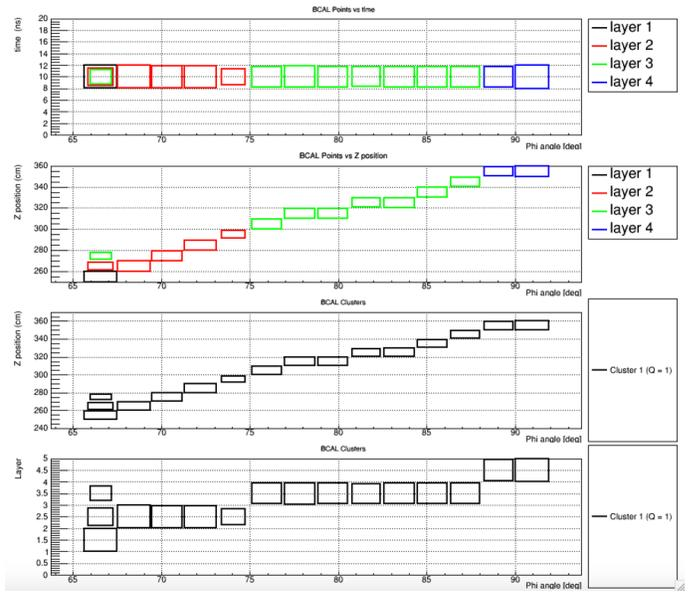 BCAL Points vs time
time (ns)
20
18
16
14
12
10
8
6
4
2
0
65 70 75 80 85 90
Phi angle [deg]
layer 1
layer 2
layer 3
layer 4
BCAL Points vs Z position
Z position (cm)
360
340
320
300
280
260
65 70 75 80 85 90
Phi angle [deg]
layer 1
layer 2
layer 3
layer 4
BCAL Clusters
Z position (cm)
360
340
320
300
280
260
240
65 70 75 80 85 90
Phi angle [deg]
Cluster 1 (Q = 1)
BCAL Clusters
Layer
5
4.5
4
3.5
3
2.5
2
1.5
1
0.5
0
65 70 75 80 85 90
Phi angle [deg]
Cluster 1 (Q = 1)